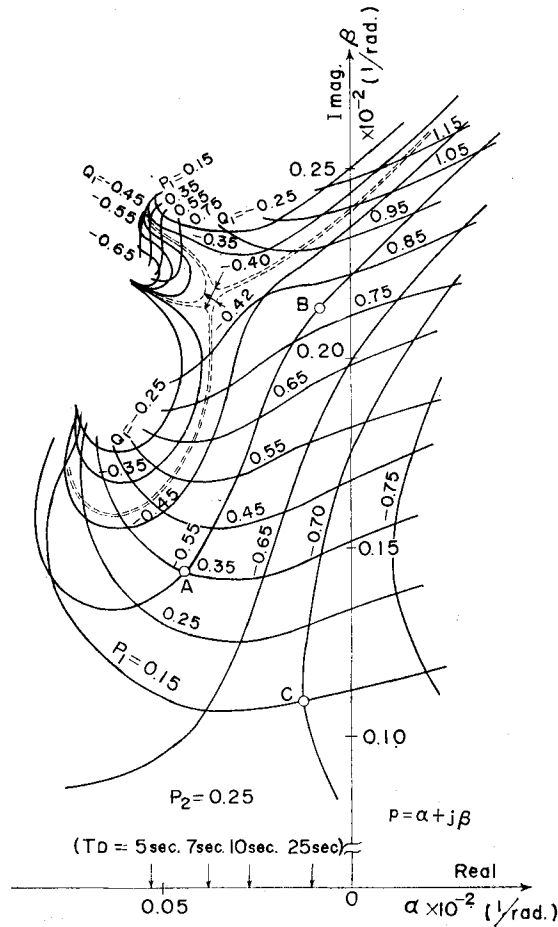 Imag. β ×10⁻² (1/rad.)
0.25
1.15
1.05
0.95
0.85
0.75
P₁=0.15
0.35
0.55
0.75
Q₁=-0.45
-0.55
-0.65
Q₁=-0.25
-0.35
-0.40
-0.42
B
0.20
0.65
0.55
0.45
0.35
0.25
P₁=0.15
-0.25
-0.35
-0.45
-0.55
-0.65
-0.70
-0.75
0.15
A
C
0.10
P₂=0.25
p=α+jβ
(TD = 5sec. 7sec. 10sec. 25sec)
Real
0.05
0
α ×10⁻² (1/rad.)